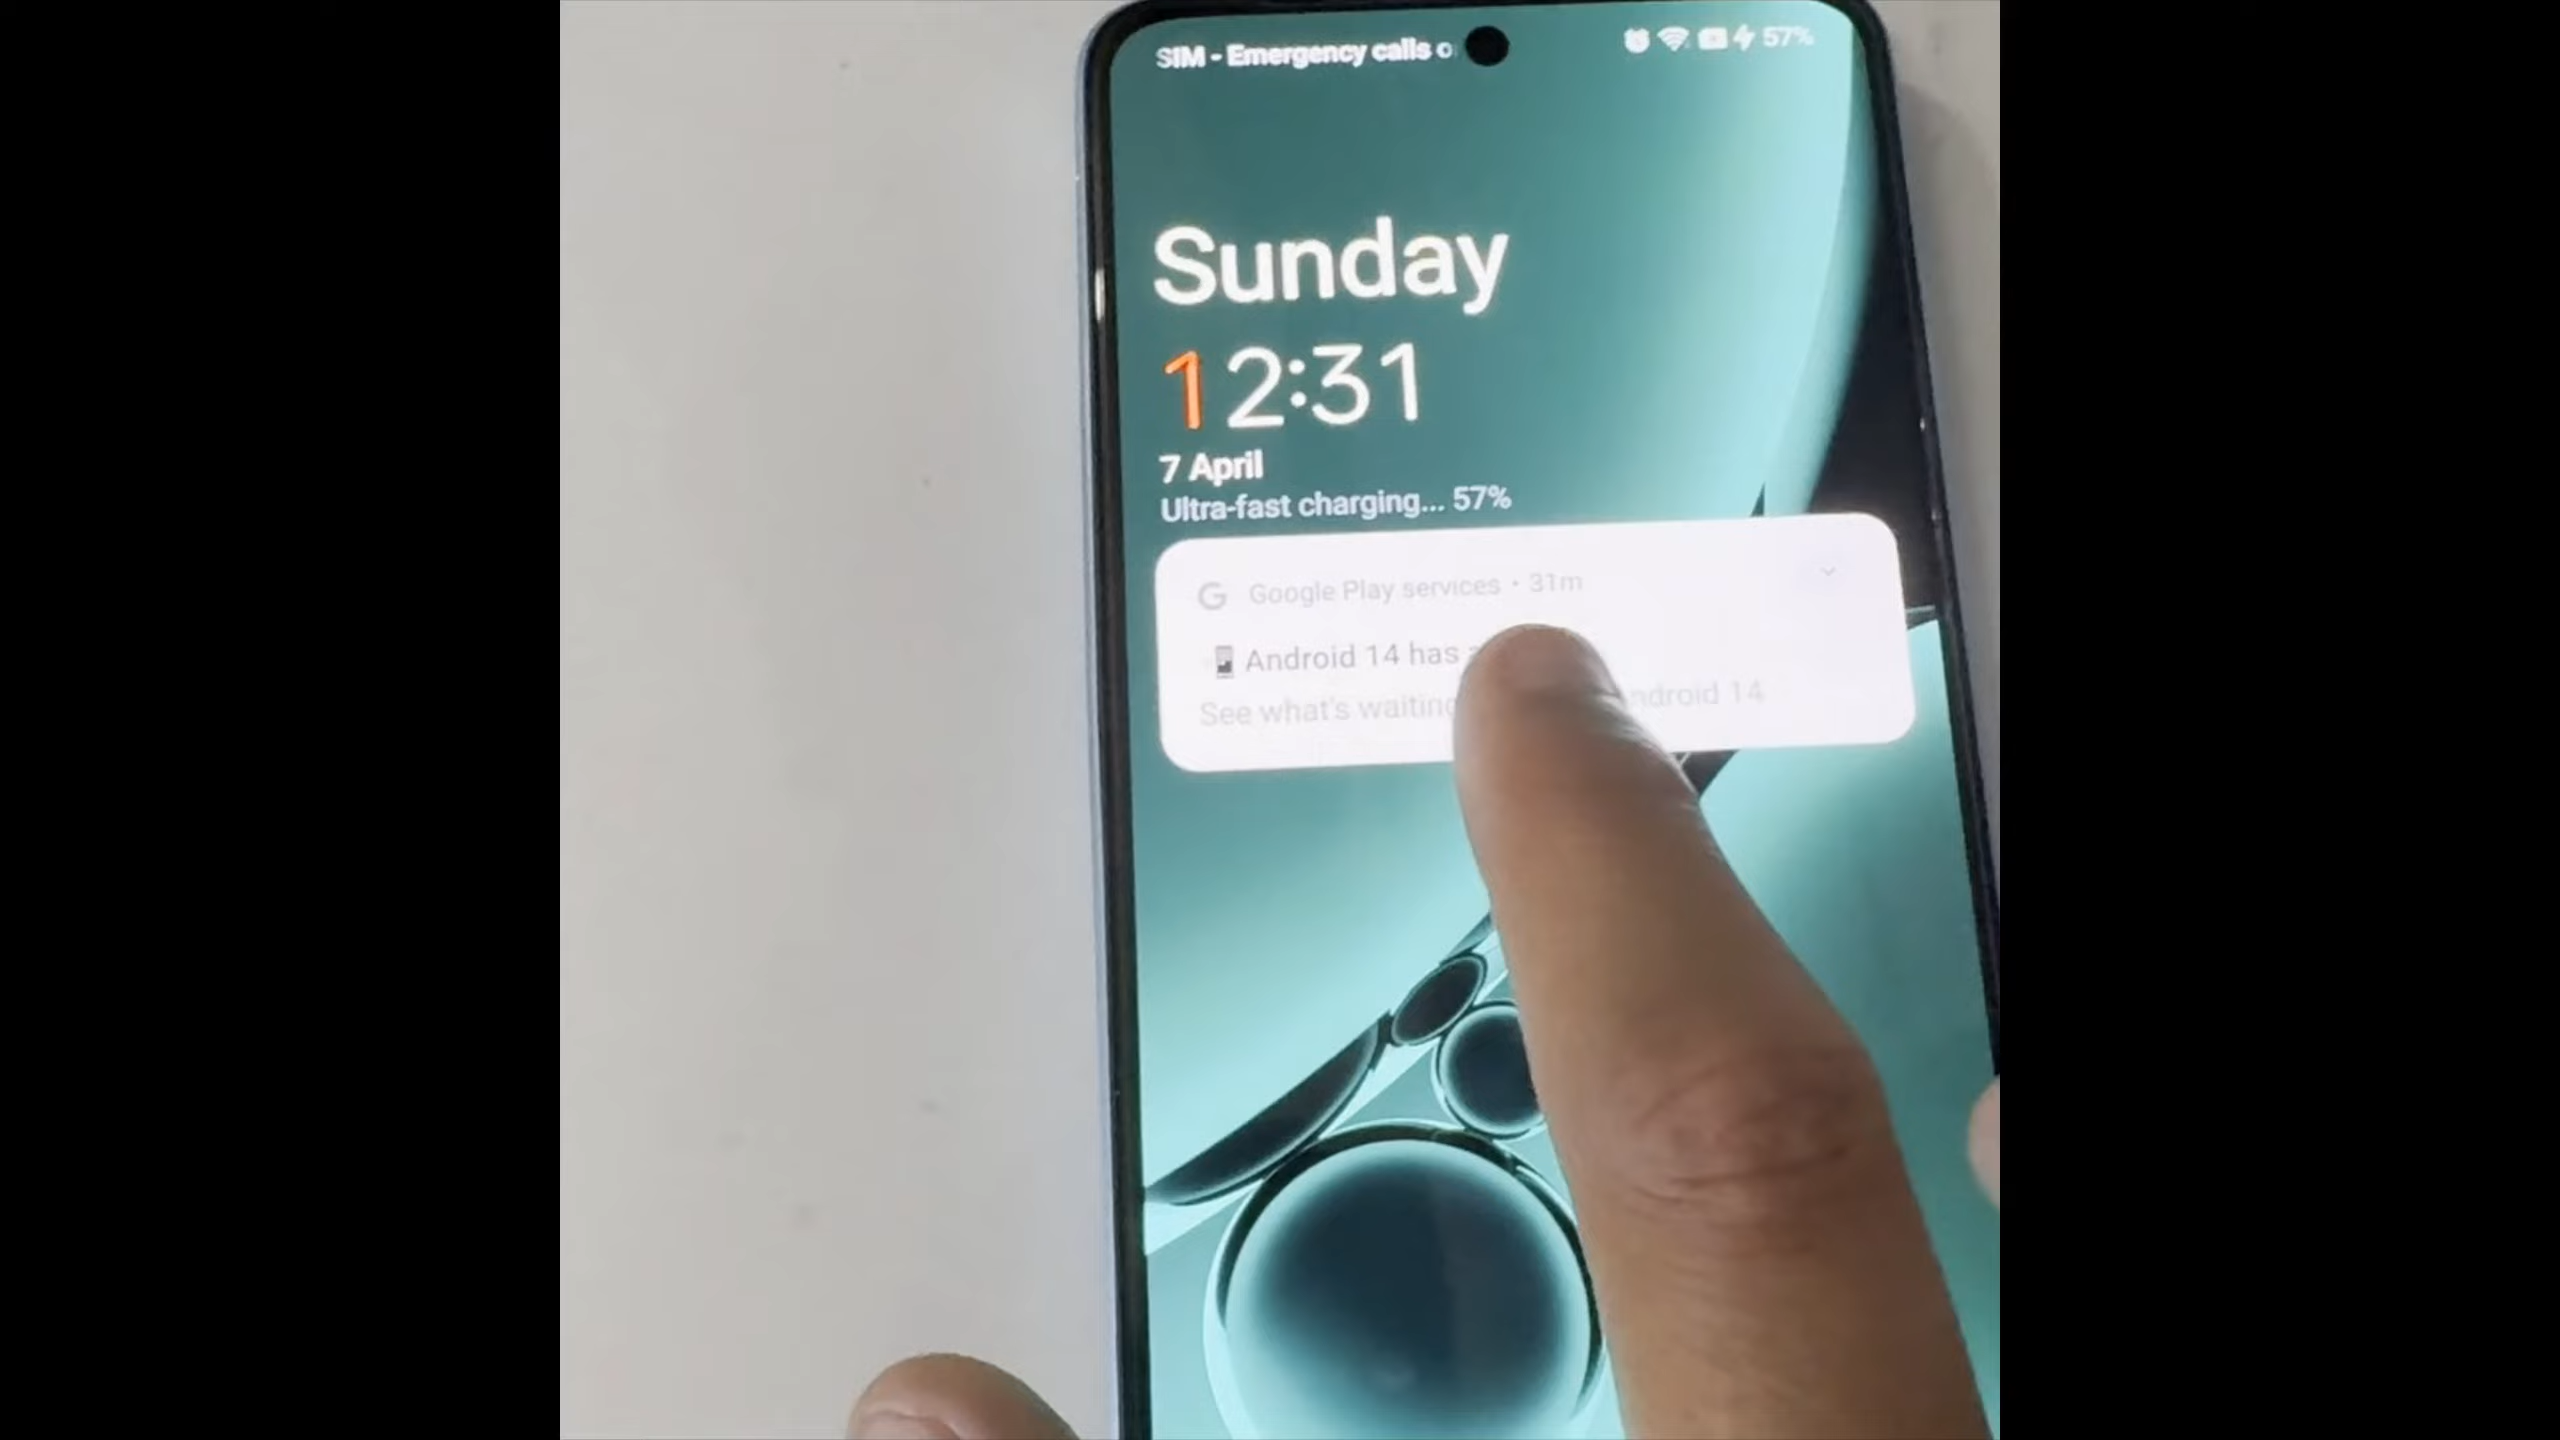 SIM - Emergency calls o
57%
Sunday
12:31
7 April
Ultra-fast charging... 57%
Google Play services • 31m
Android 14 has
See what's waiting ndroid 14